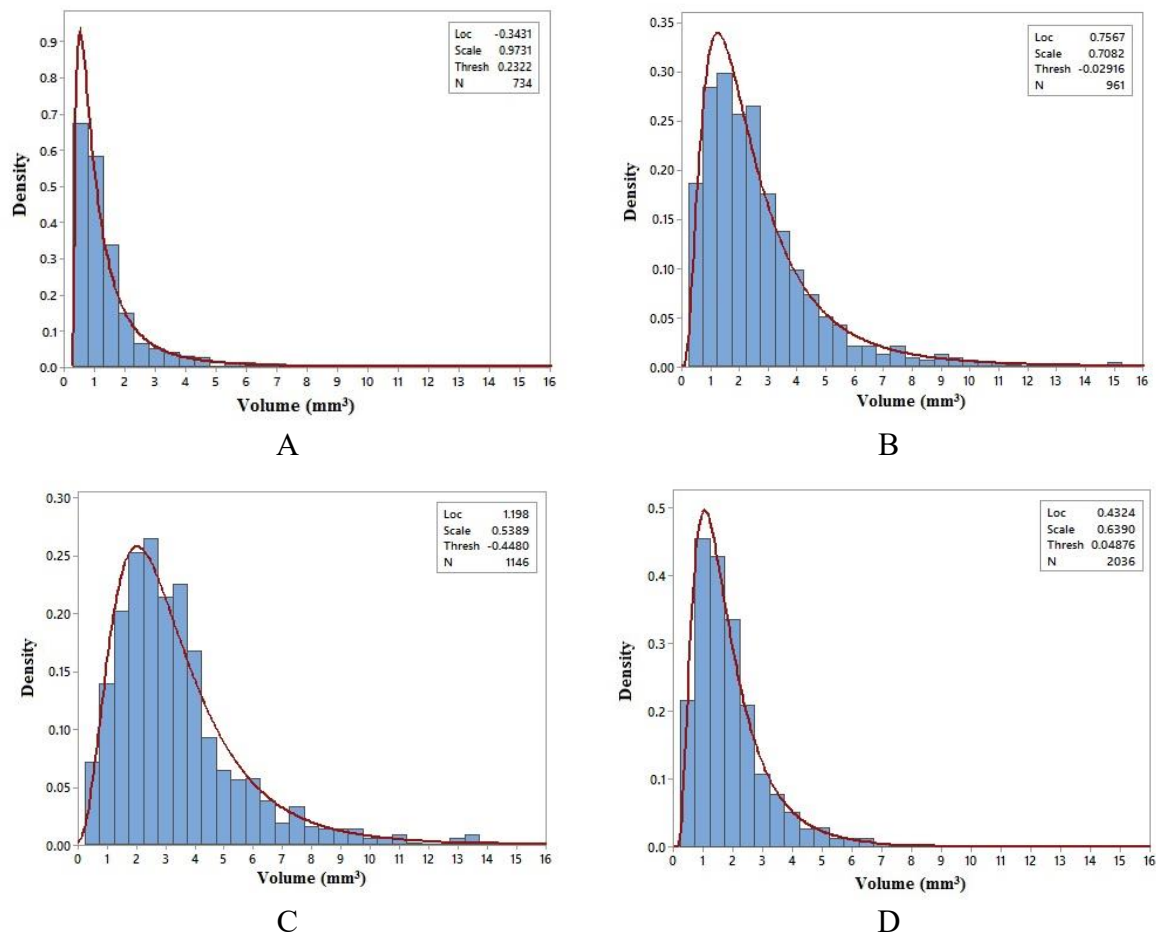 Loc -0.3431
Scale 0.9731
Thresh 0.2322
N 734
Density
0.9
0.8
0.7
0.6
0.5
0.4
0.3
0.2
0.1
0.0
0 1 2 3 4 5 6 7 8 9 10 11 12 13 14 15 16
Volume (mm³)
A
Loc 0.7567
Scale 0.7082
Thresh -0.02916
N 961
Density
0.35
0.30
0.25
0.20
0.15
0.10
0.05
0.00
0 1 2 3 4 5 6 7 8 9 10 11 12 13 14 15 16
Volume (mm³)
B
Loc 1.198
Scale 0.5389
Thresh -0.4480
N 1146
Density
0.30
0.25
0.20
0.15
0.10
0.05
0.00
0 1 2 3 4 5 6 7 8 9 10 11 12 13 14 15 16
Volume (mm³)
C
Loc 0.4324
Scale 0.6390
Thresh 0.04876
N 2036
Density
0.5
0.4
0.3
0.2
0.1
0.0
0 1 2 3 4 5 6 7 8 9 10 11 12 13 14 15 16
Volume (mm³)
D